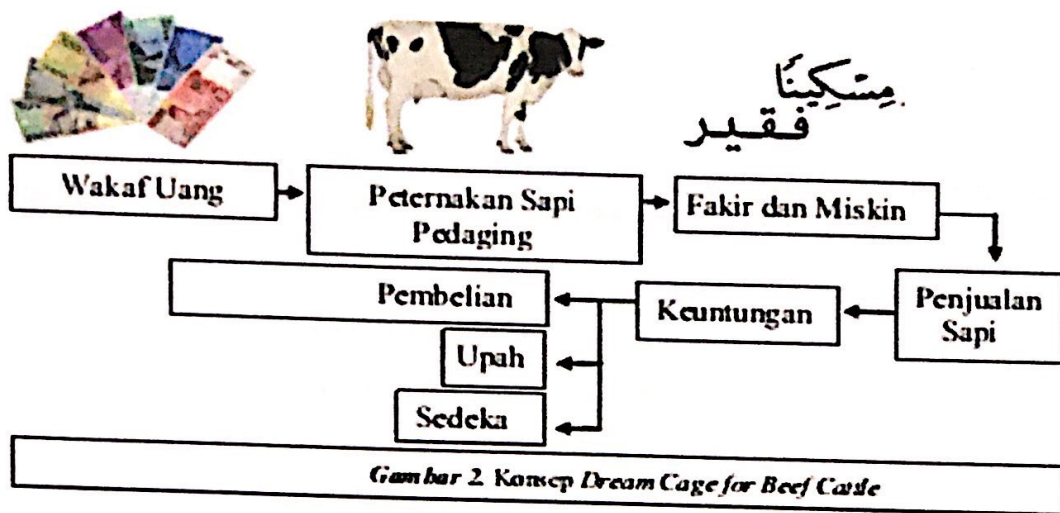 مِسْكِينًا
فقير
Wakaf Uang
Peternakan Sapi
Pedaging
Fakir dan Miskin
Penjualan
Sapi
Keuntungan
Pembelian
Upah
Sedeka
Gambar 2. Konsep Dream Cage for Beef Cattle